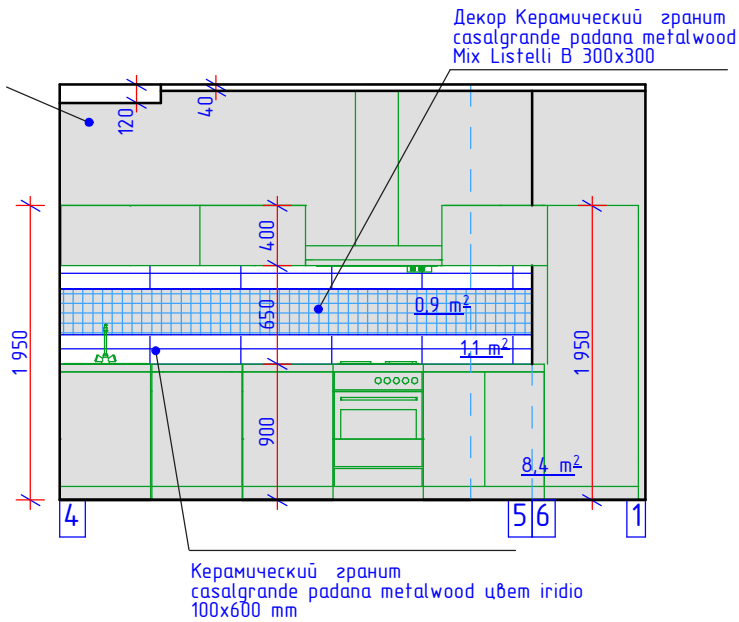 Декор Керамический гранит
casalgrande padana metalwood
Mix Listelli B 300x300
120
40
400
650
0,9 m²
1,1 m²
1 950
1 950
900
8,4 m²
4
5
6
1
Керамический гранит
casalgrande padana metalwood цвет iridio
100x600 mm